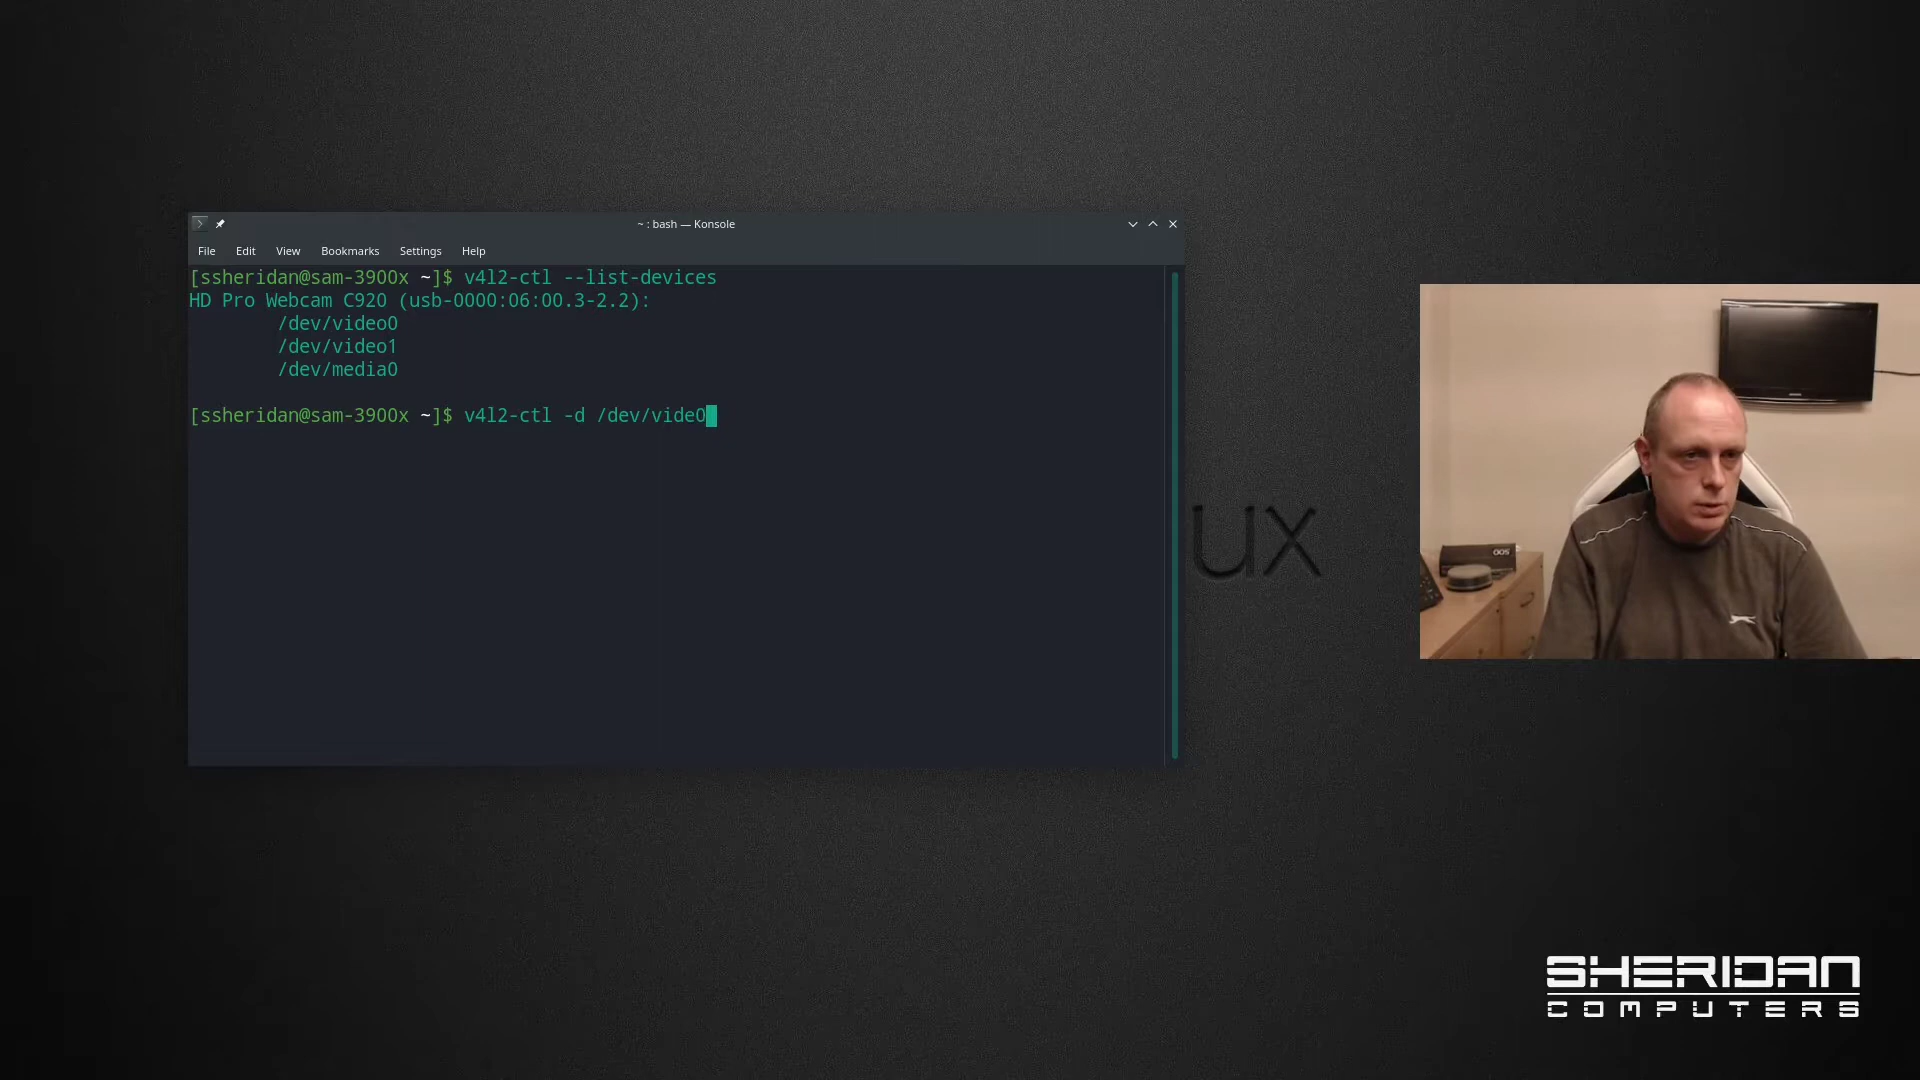 ~ : bash — Konsole
File Edit View Bookmarks Settings Help
[ssheridan@sam-3900x ~]$ v4l2-ctl --list-devices
HD Pro Webcam C920 (usb-0000:06:00.3-2.2):
/dev/video0
/dev/video1
/dev/media0
[ssheridan@sam-3900x ~]$ v4l2-ctl -d /dev/vide0
UX
500
SHERIDAN
COMPUTERS